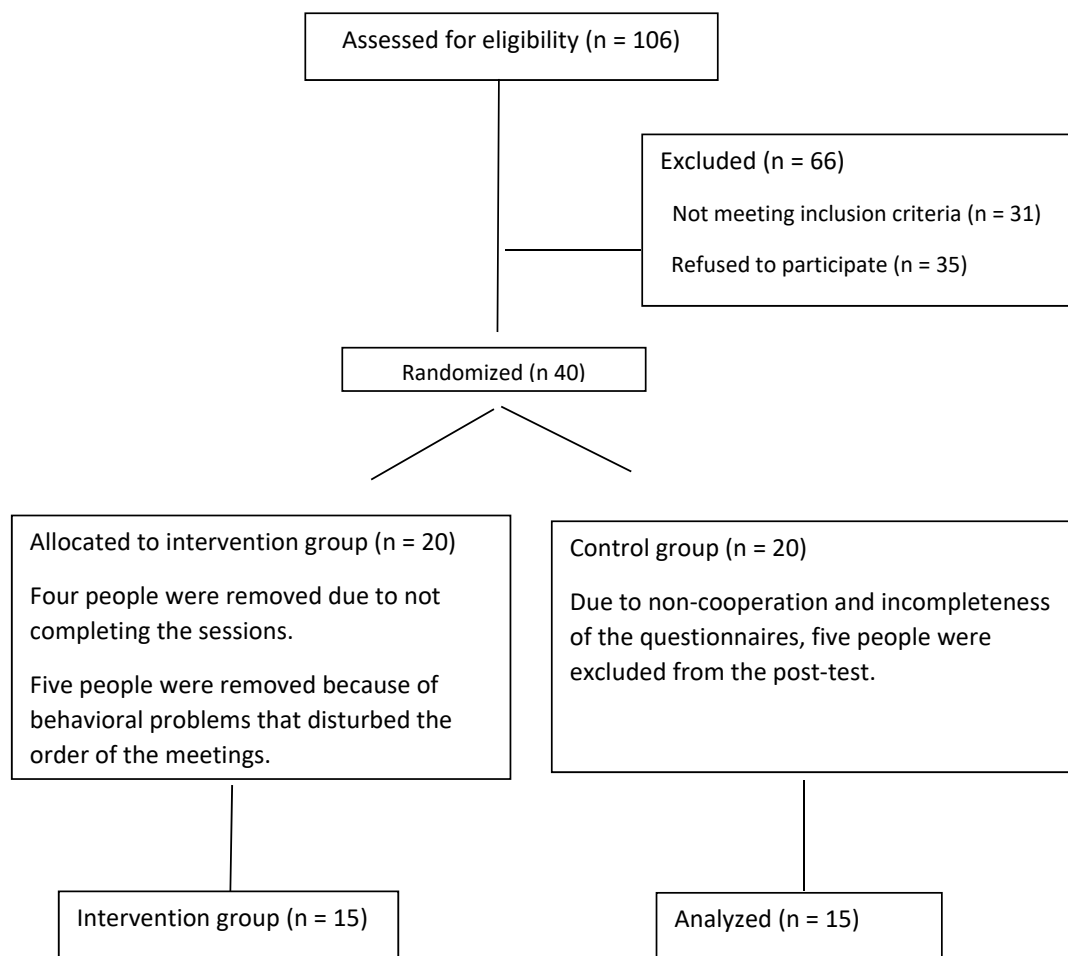 Assessed for eligibility (n = 106)
Excluded (n = 66)
Not meeting inclusion criteria (n = 31)
Refused to participate (n = 35)
Randomized (n 40)
Allocated to intervention group (n = 20)
Four people were removed due to not
completing the sessions.
Five people were removed because of
behavioral problems that disturbed the
order of the meetings.
Control group (n = 20)
Due to non-cooperation and incompleteness
of the questionnaires, five people were
excluded from the post-test.
Intervention group (n = 15)
Analyzed (n = 15)